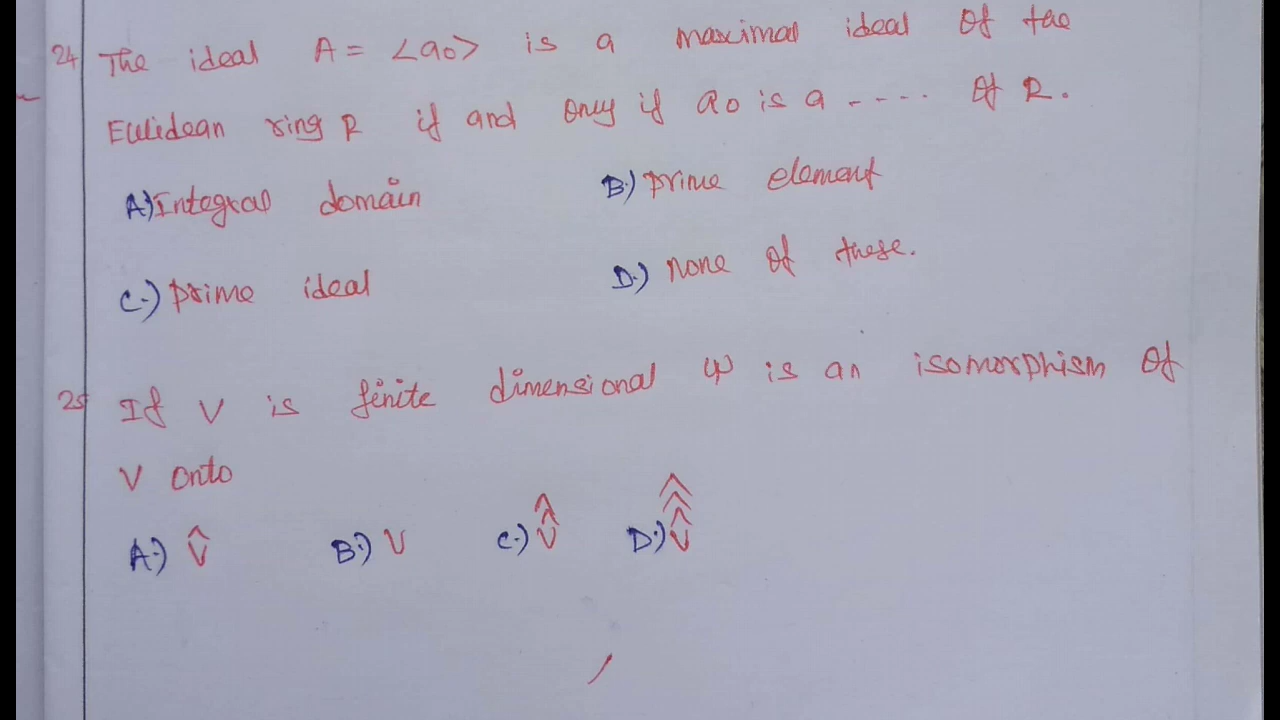 24 The ideal A = <a0> is a maximal ideal of the
Eulidean ring R if and only if a0 is a ----. of R.
A) Integral domain B.) prime element
C.) prime ideal D.) none of these.
25 If V is finite dimensional ψ is an isomorphism of
V onto
A.) V̂ B.) V C.) V̂̂ D.) V̂̂̂̂